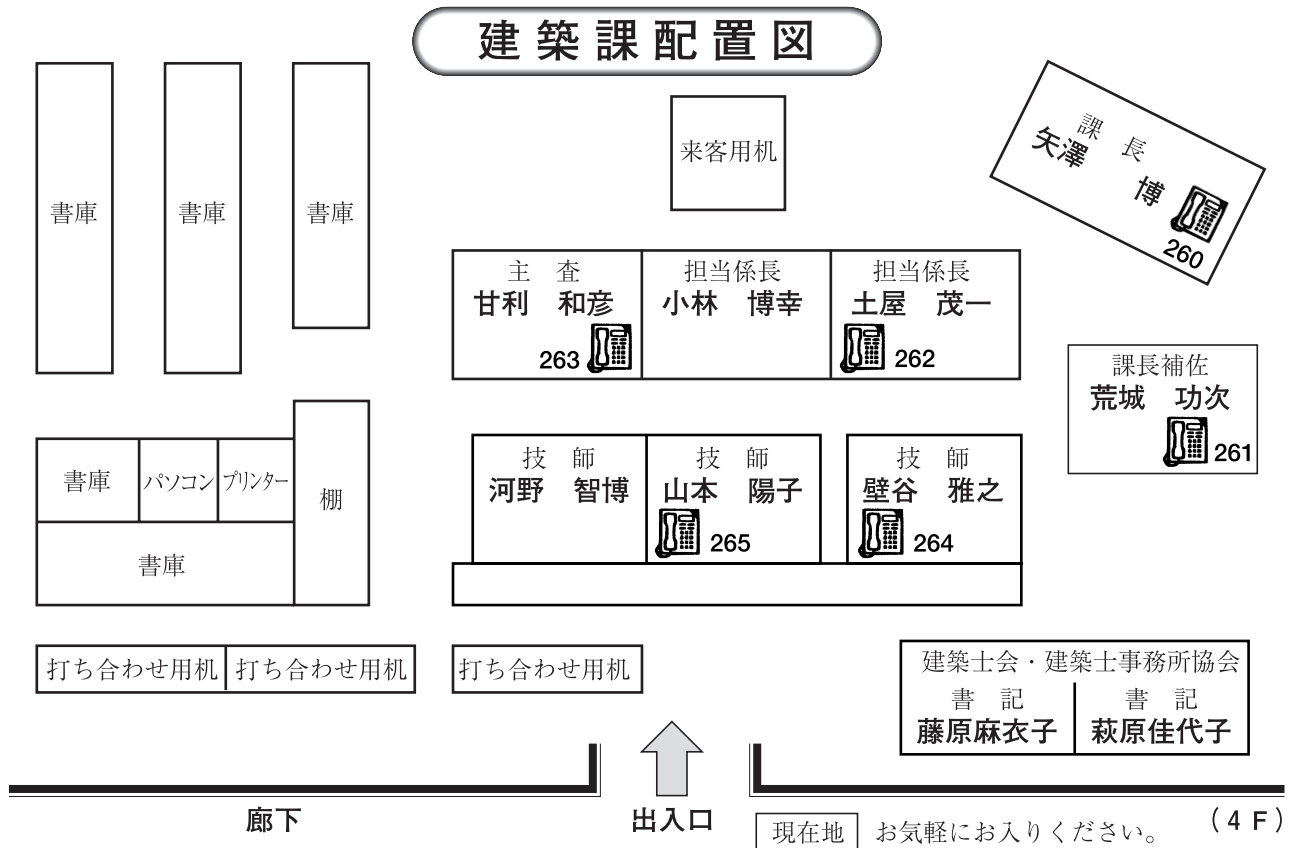 建築課配置図
書庫
書庫
書庫
来客用机
課　長
矢澤　　博
260
主　査
甘利　和彦
263
担当係長
小林　博幸
担当係長
土屋　茂一
262
課長補佐
荒城　功次
261
書庫
パソコン
プリンター
棚
書庫
技　師
河野　智博
技　師
山本　陽子
265
技　師
壁谷　雅之
264
打ち合わせ用机
打ち合わせ用机
打ち合わせ用机
建築士会・建築士事務所協会
書　記
藤原麻衣子
書　記
萩原佳代子
廊下
出入口
現在地
お気軽にお入りください。
(4F)